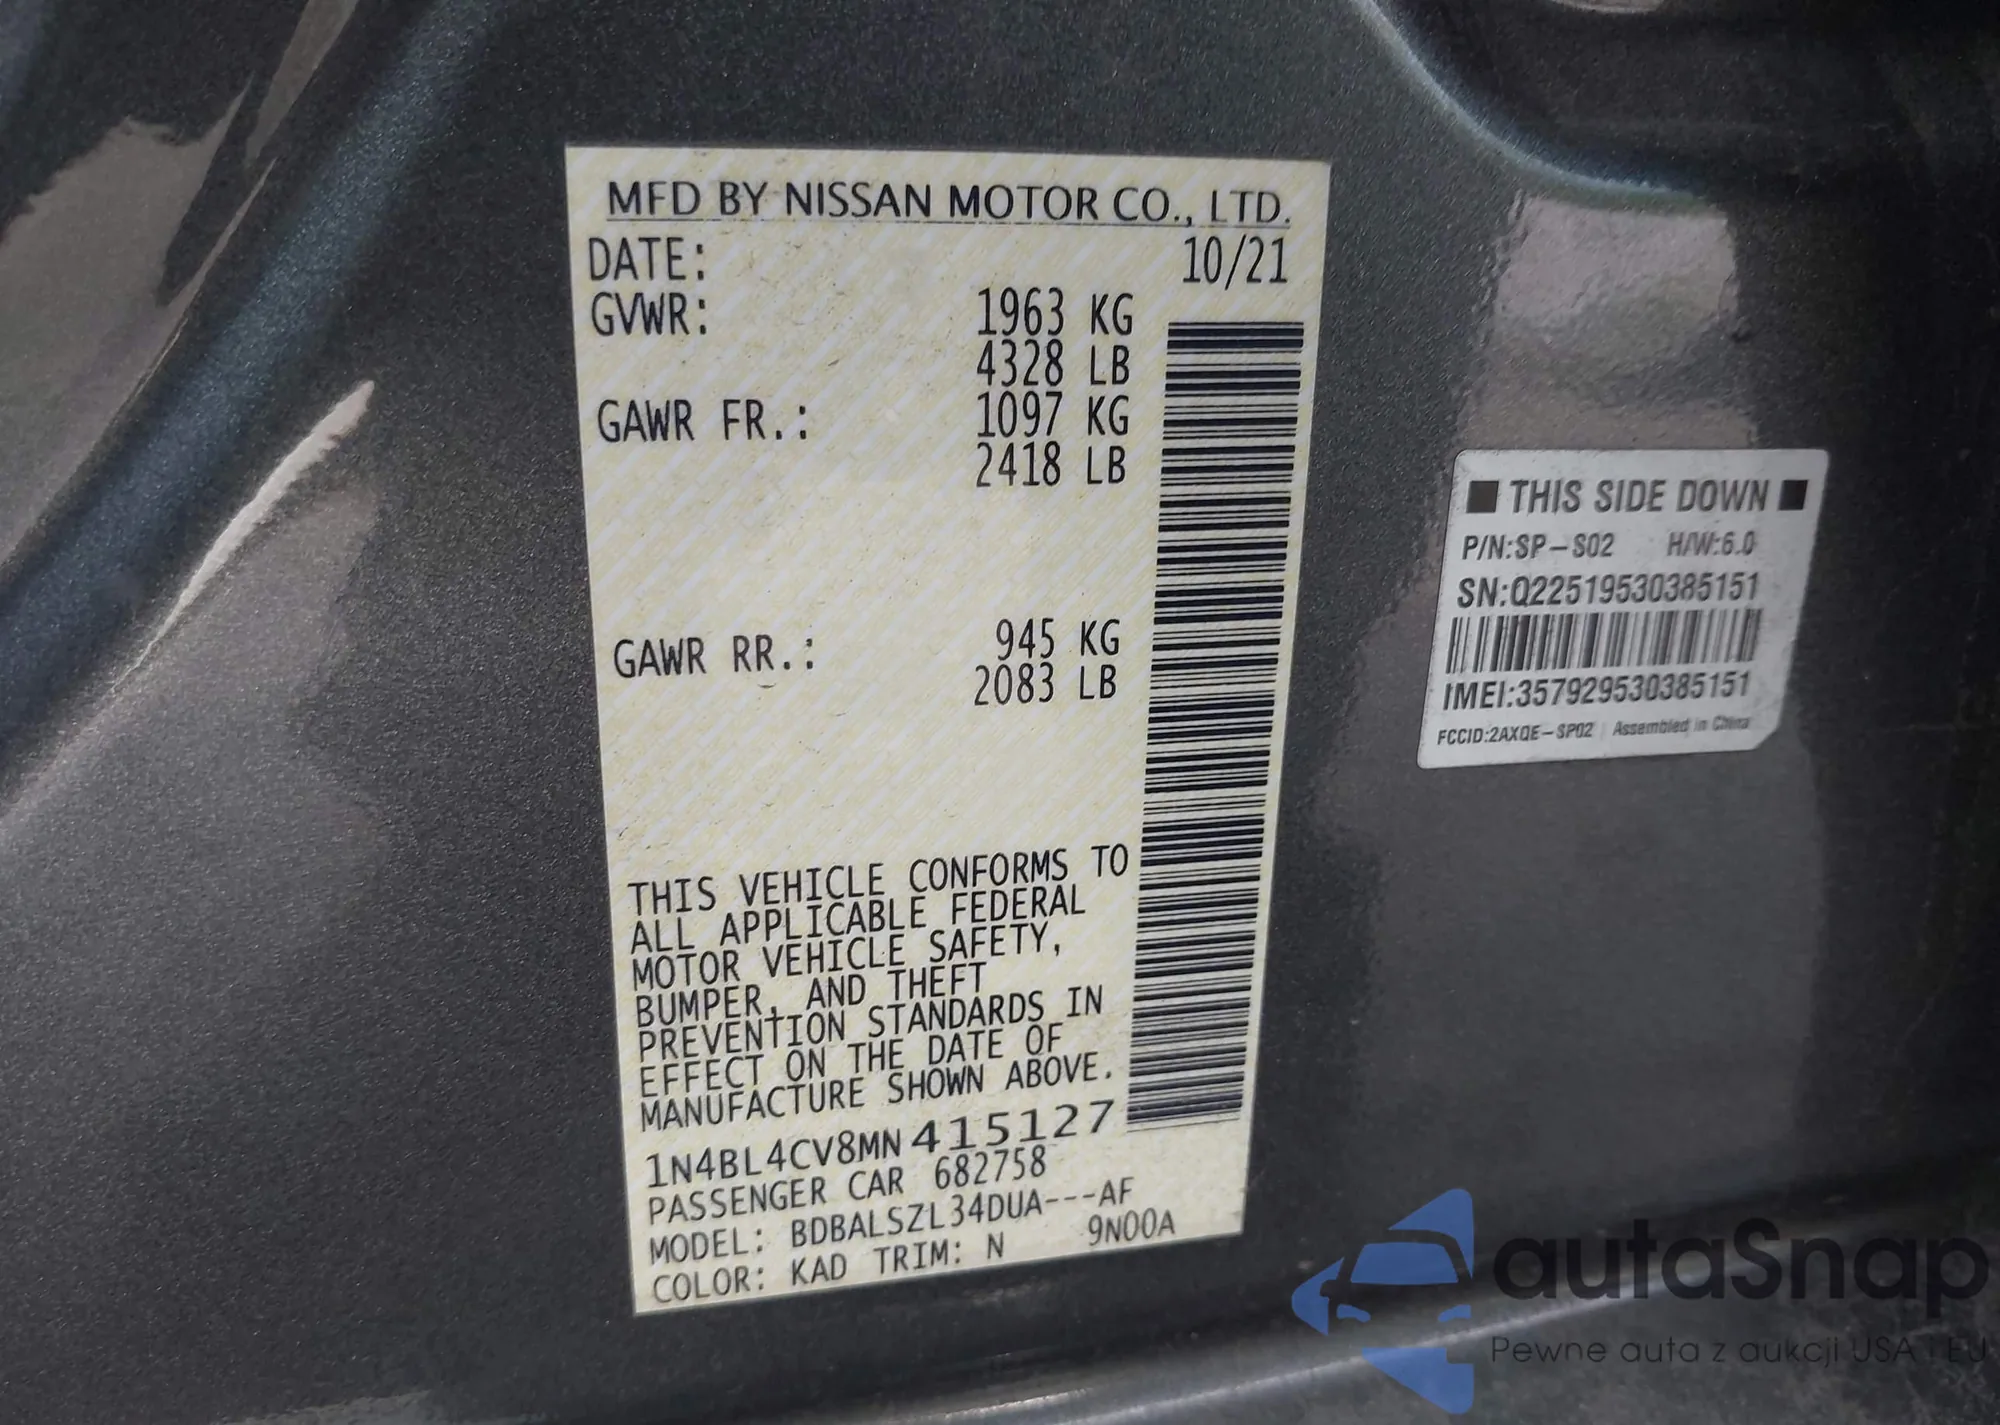 MFD BY NISSAN MOTOR CO., LTD.
DATE: 10/21
GVWR: 1963 KG
4328 LB
GAWR FR.: 1097 KG
2418 LB
GAWR RR.: 945 KG
2083 LB
THIS VEHICLE CONFORMS TO
ALL APPLICABLE FEDERAL
MOTOR VEHICLE SAFETY,
BUMPER, AND THEFT
PREVENTION STANDARDS IN
EFFECT ON THE DATE OF
MANUFACTURE SHOWN ABOVE.
1N4BL4CV8MN415127
PASSENGER CAR 682758
MODEL: BDBALSZL34DUA---AF
COLOR: KAD TRIM: N 9N00A
THIS SIDE DOWN
P/N:SP-S02 H/W:6.0
SN:Q22519530385151
IMEI:357929530385151
FCCID:2AXQE-SP02 | Assembled in China
autaSnap
Pewne auta z aukcji USA i EU